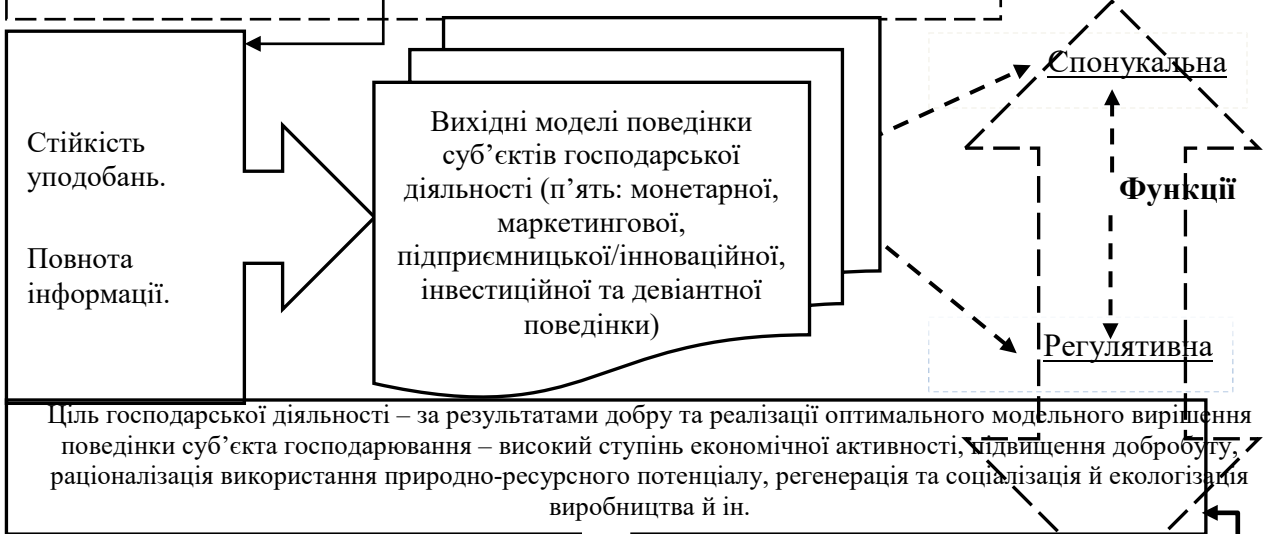 Стійкість
уподобань.
Повнота
інформації.
Вихідні моделі поведінки
суб’єктів господарської
діяльності (п’ять: монетарної,
маркетингової,
підприємницької/інноваційної,
інвестиційної та девіантної
поведінки)
Спонукальна
Функції
Регулятивна
Ціль господарської діяльності – за результатами добру та реалізації оптимального модельного вирішення
поведінки суб’єкта господарювання – високий ступінь економічної активності, підвищення добробуту,
раціоналізація використання природно-ресурсного потенціалу, регенерація та соціалізація й екологізація
виробництва й ін.